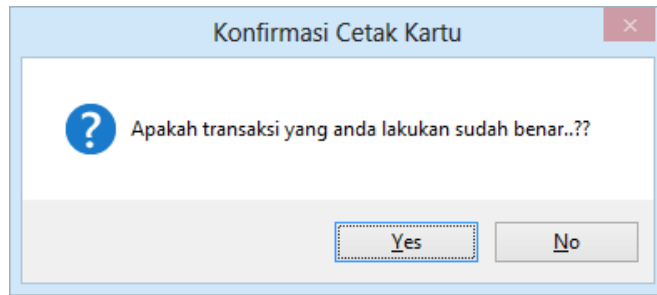 Konfirmasi Cetak Kartu
Apakah transaksi yang anda lakukan sudah benar..??
Yes
No